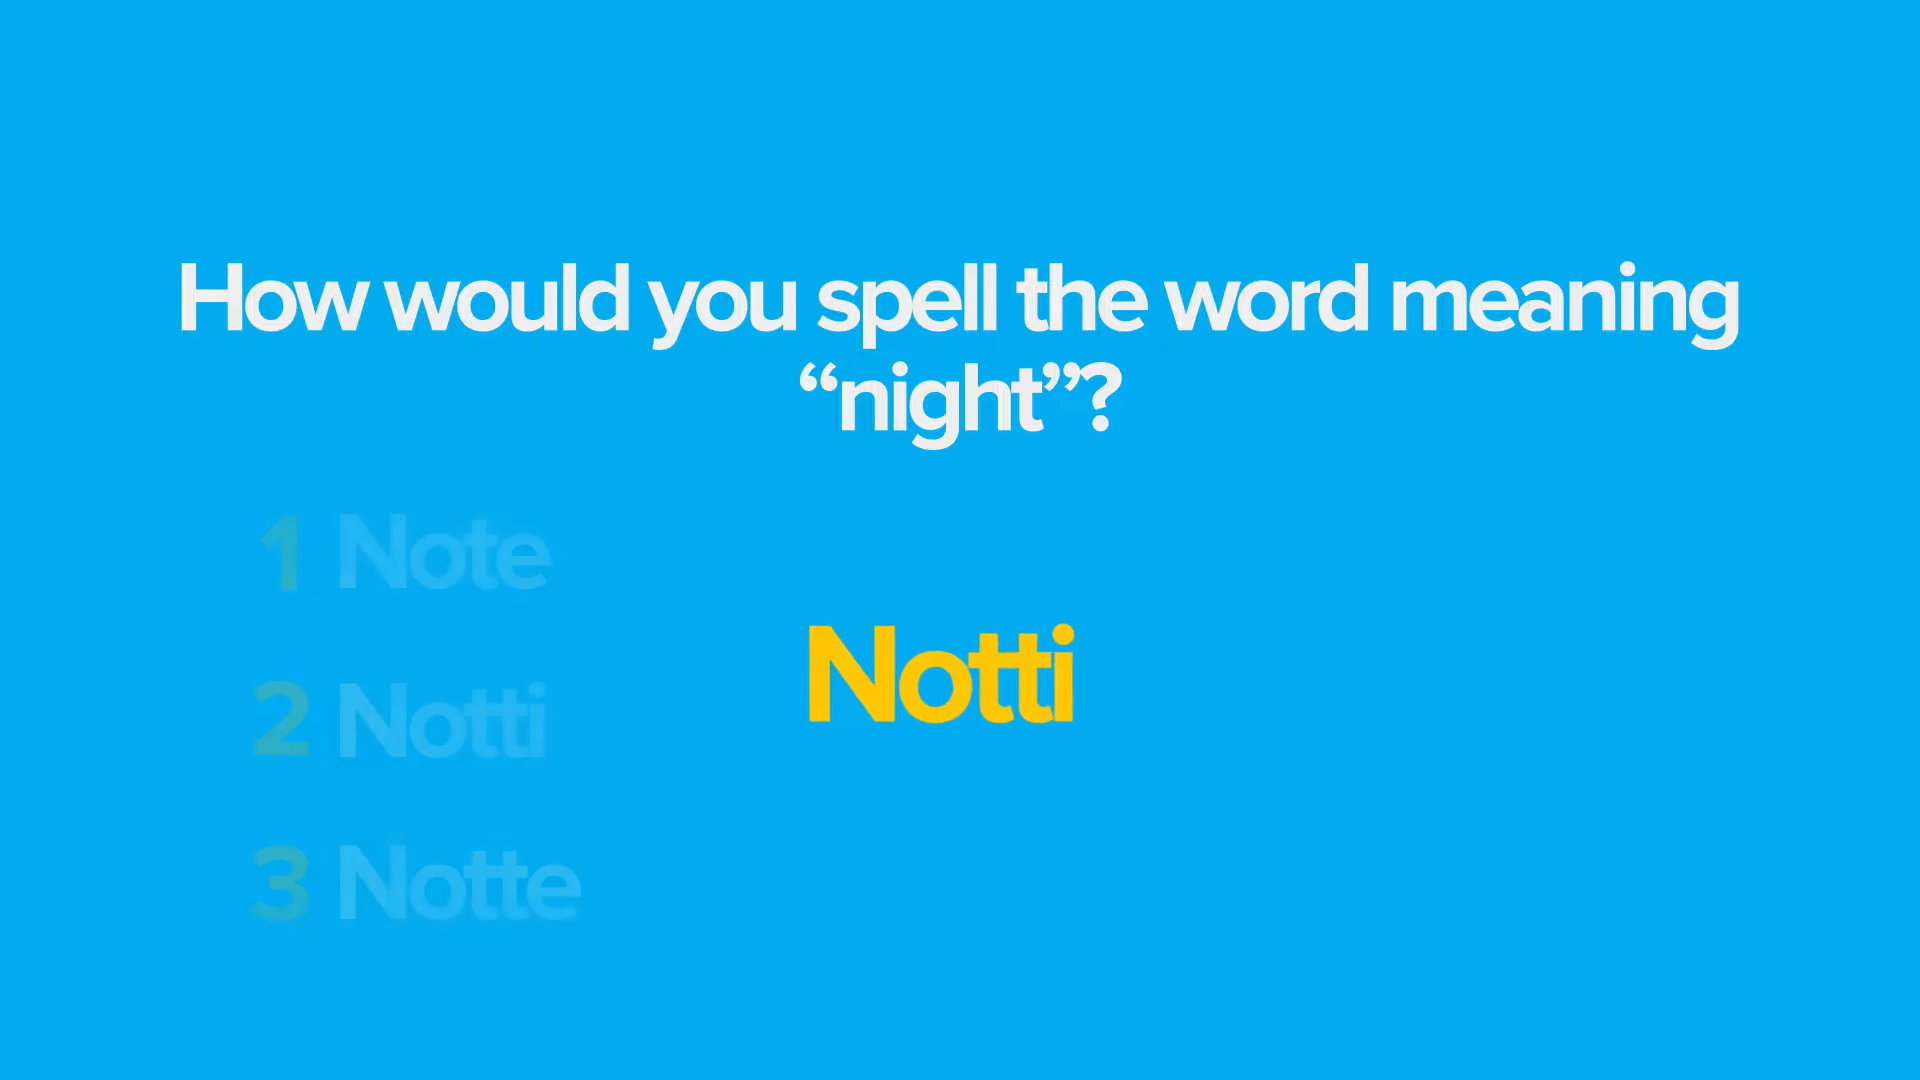 How would you spell the word meaning
“night”?
1 Note
2 Notti
Notti
3 Notte